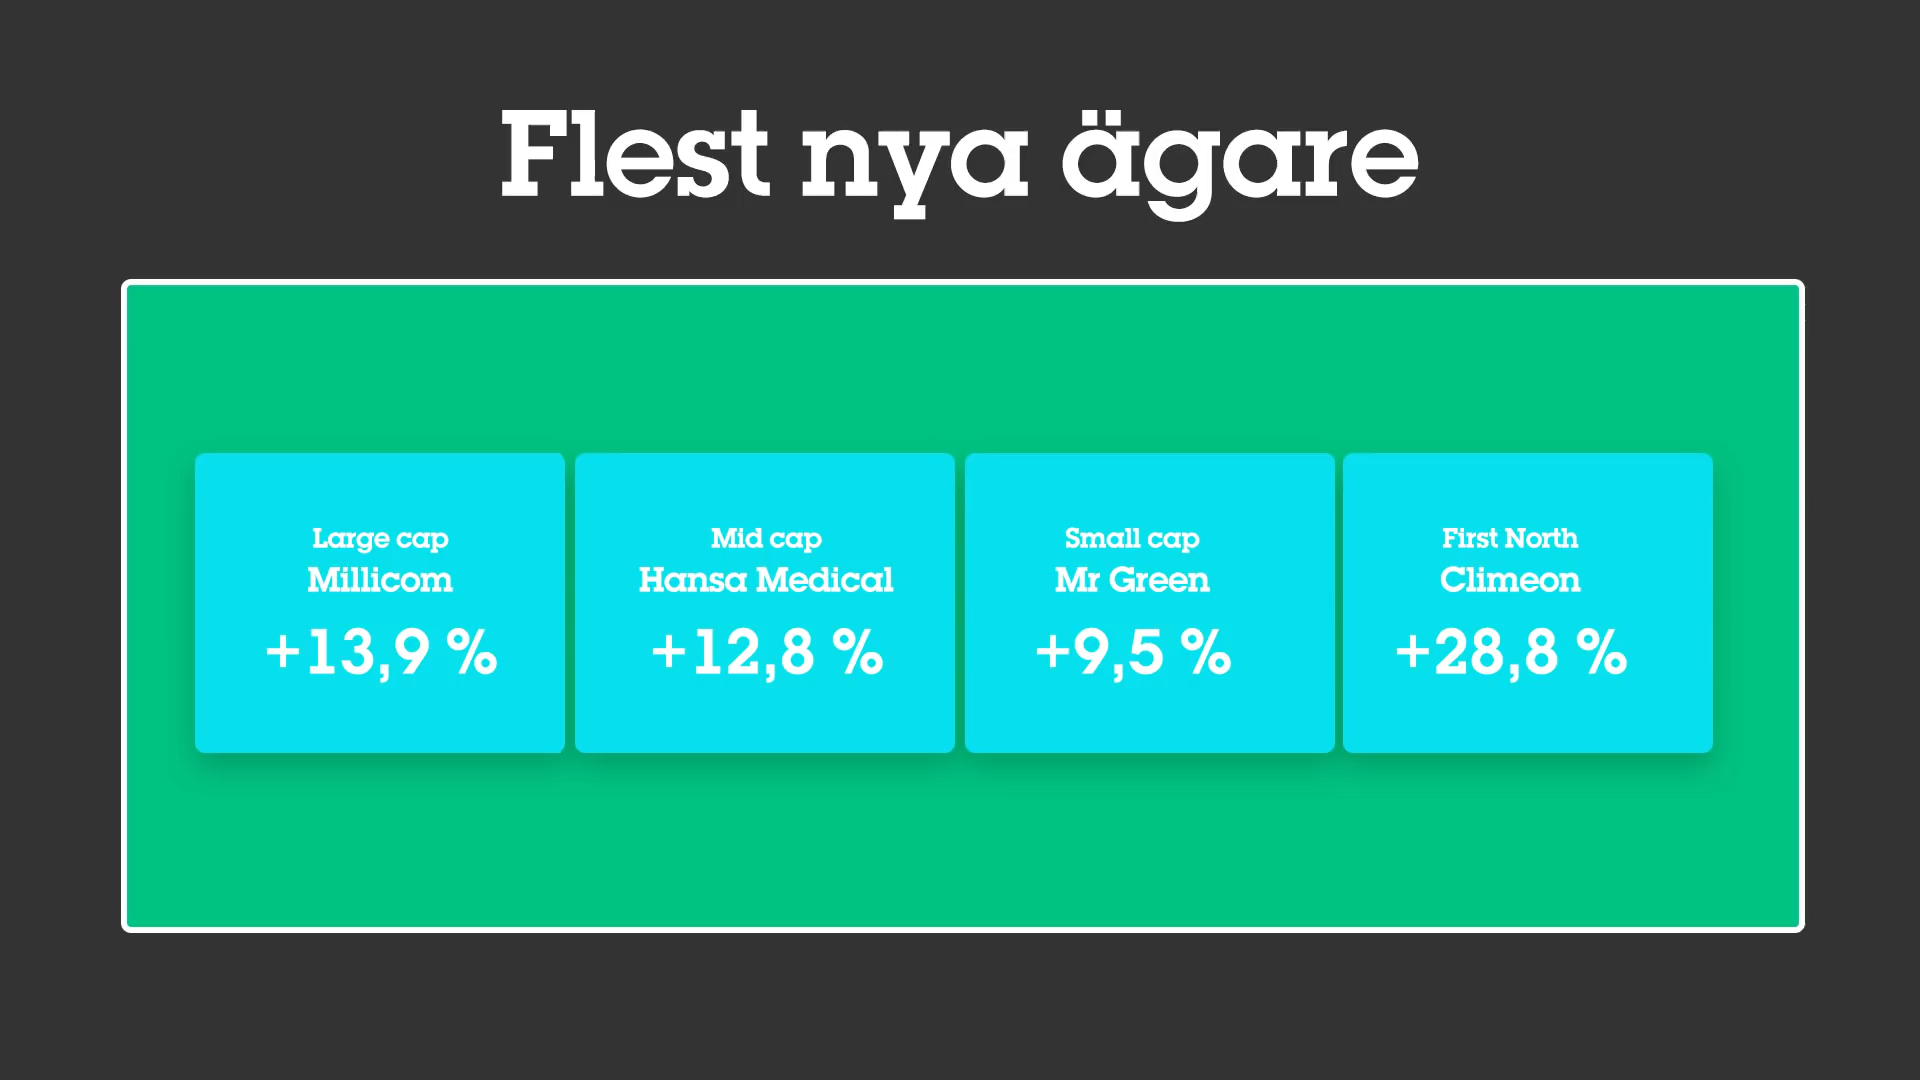 Flest nya ägare
Large cap
Millicom
+13,9 %
Mid cap
Hansa Medical
+12,8 %
Small cap
Mr Green
+9,5 %
First North
Climeon
+28,8 %